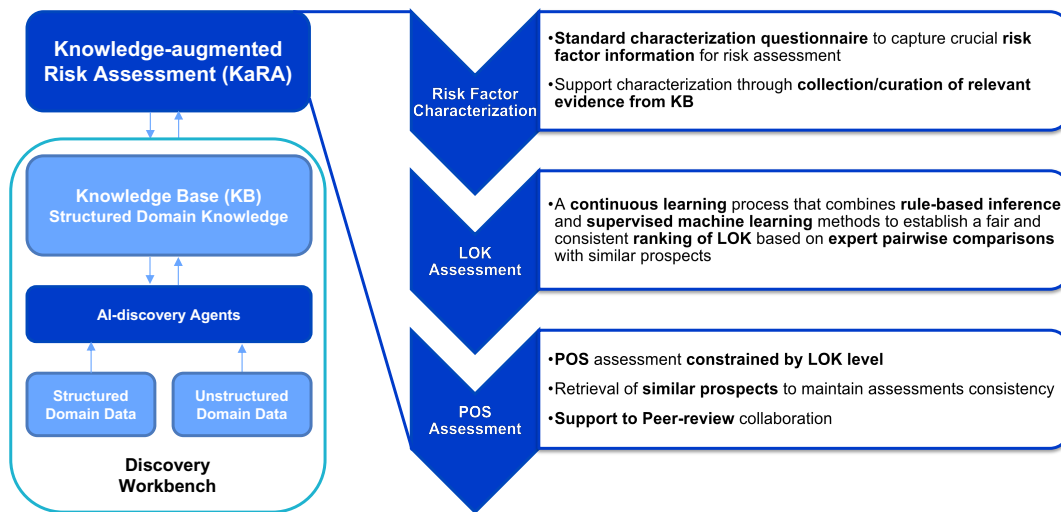 Knowledge-augmented
Risk Assessment (KaRA)
Knowledge Base (KB)
Structured Domain Knowledge
AI-discovery Agents
Structured
Domain Data
Unstructured
Domain Data
Discovery
Workbench
Risk Factor
Characterization
•Standard characterization questionnaire to capture crucial risk
factor information for risk assessment
•Support characterization through collection/curation of relevant
evidence from KB
LOK
Assessment
•A continuous learning process that combines rule-based inference
and supervised machine learning methods to establish a fair and
consistent ranking of LOK based on expert pairwise comparisons
with similar prospects
POS
Assessment
•POS assessment constrained by LOK level
•Retrieval of similar prospects to maintain assessments consistency
•Support to Peer-review collaboration